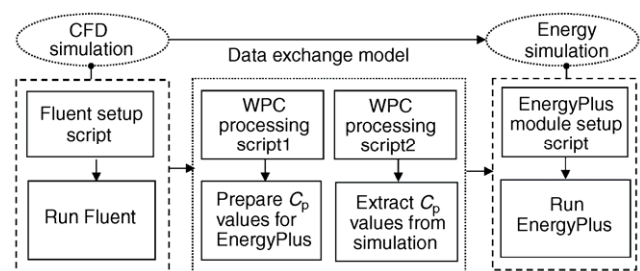 CFD
simulation
Data exchange model
Energy
simulation
Fluent setup
script
Run Fluent
WPC
processing
script1
Prepare Cp
values for
EnergyPlus
WPC
processing
script2
Extract Cp
values from
simulation
EnergyPlus
module setup
script
Run
EnergyPlus